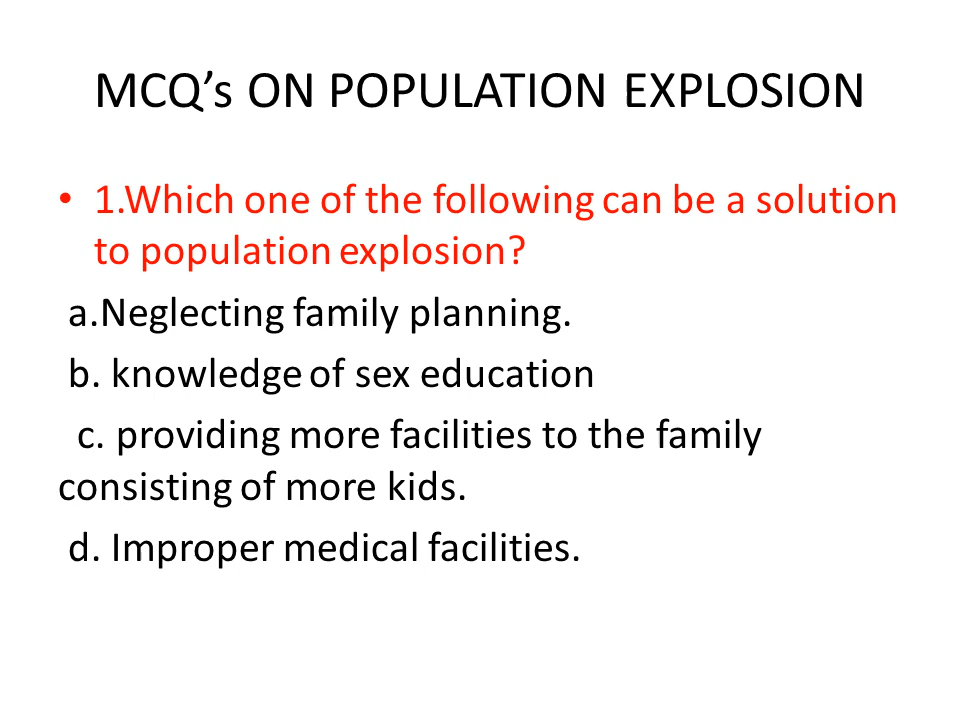 MCQ’s ON POPULATION EXPLOSION
• 1.Which one of the following can be a solution
to population explosion?
a.Neglecting family planning.
b. knowledge of sex education
c. providing more facilities to the family
consisting of more kids.
d. Improper medical facilities.